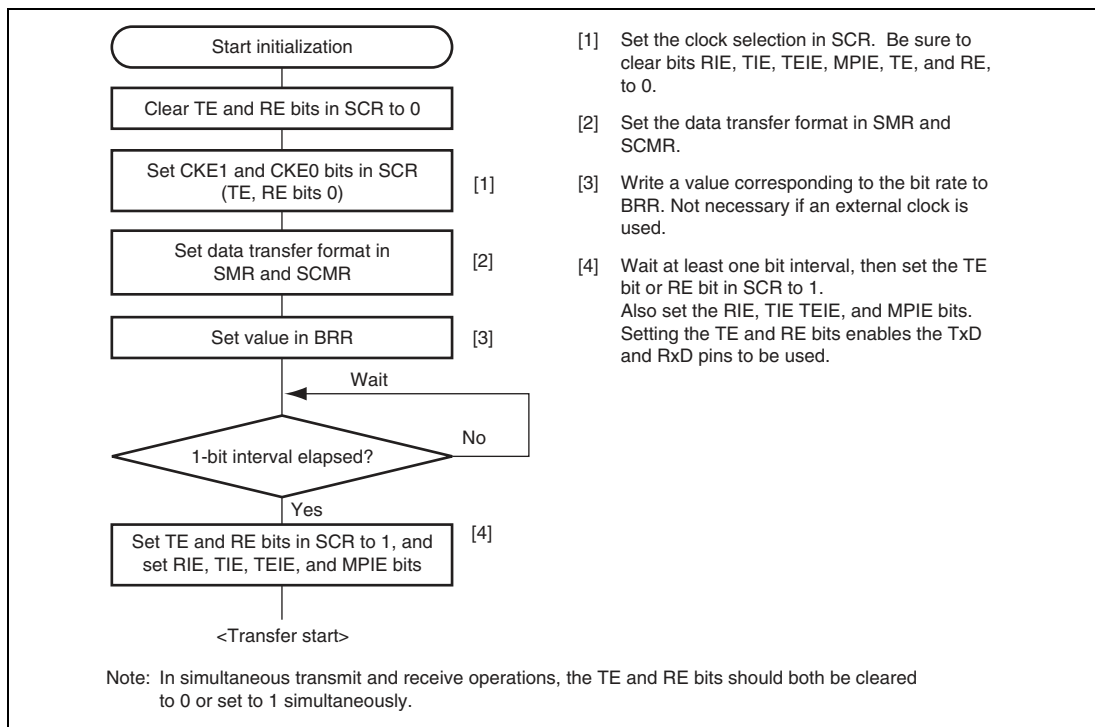 Start initialization
Clear TE and RE bits in SCR to 0
Set CKE1 and CKE0 bits in SCR
(TE, RE bits 0)
[1]
Set data transfer format in
SMR and SCMR
[2]
Set value in BRR
[3]
Wait
No
1-bit interval elapsed?
Yes
Set TE and RE bits in SCR to 1, and
set RIE, TIE, TEIE, and MPIE bits
[4]
<Transfer start>
[1] Set the clock selection in SCR. Be sure to
clear bits RIE, TIE, TEIE, MPIE, TE, and RE,
to 0.
[2] Set the data transfer format in SMR and
SCMR.
[3] Write a value corresponding to the bit rate to
BRR. Not necessary if an external clock is
used.
[4] Wait at least one bit interval, then set the TE
bit or RE bit in SCR to 1.
Also set the RIE, TIE TEIE, and MPIE bits.
Setting the TE and RE bits enables the TxD
and RxD pins to be used.
Note: In simultaneous transmit and receive operations, the TE and RE bits should both be cleared
to 0 or set to 1 simultaneously.